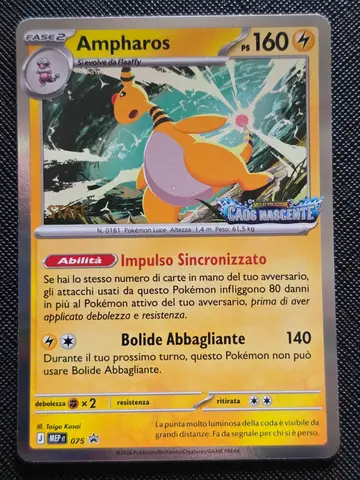 FASE 2
Ampharos
PS 160
Si evolve da Flaaffy
MEGAEVOLUZIONE
CAOS NASCENTE
N. 0181 Pokémon Luce Altezza: 1,4 m Peso: 61,5 kg
Abilità Impulso Sincronizzato
Se hai lo stesso numero di carte in mano del tuo avversario,
gli attacchi usati da questo Pokémon infliggono 80 danni
in più al Pokémon attivo del tuo avversario, prima di aver
applicato debolezza e resistenza.
Bolide Abbagliante 140
Durante il tuo prossimo turno, questo Pokémon non può
usare Bolide Abbagliante.
debolezza ×2 resistenza ritirata
Ill. Taiga Kasai
J MEP IT 075
La punta molto luminosa della coda è visibile da
grandi distanze. Fa da segnale per chi si è perso.
©2026 Pokémon/Nintendo/Creatures/GAME FREAK